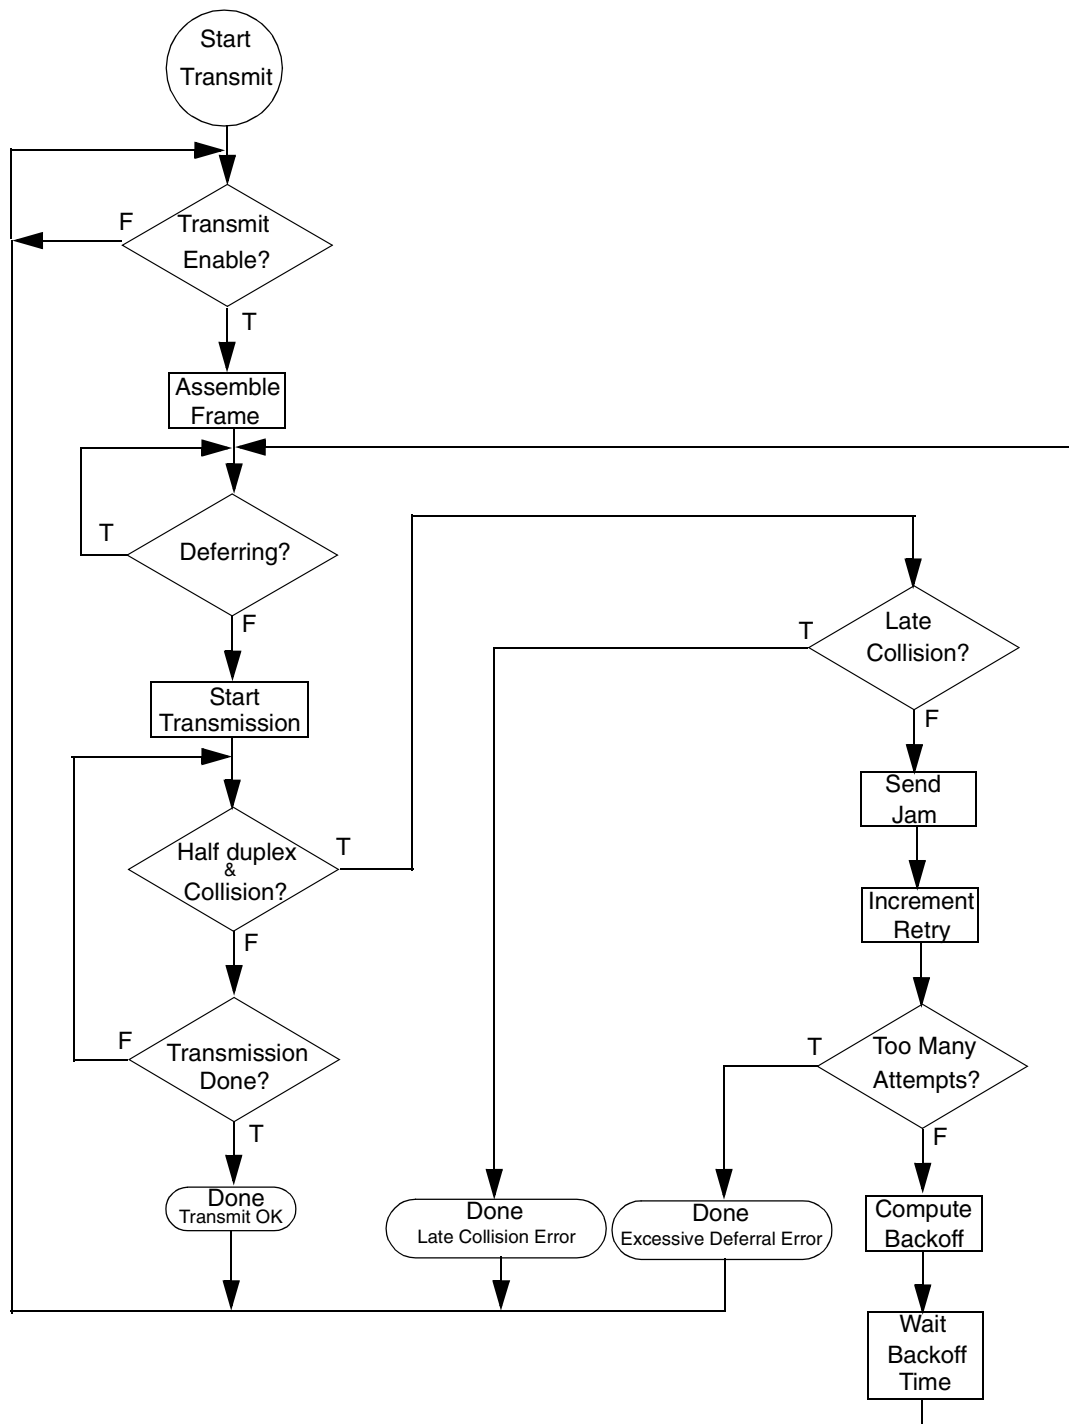 Start
Transmit
F
Transmit
Enable?
T
Assemble
Frame
T
Deferring?
F
Start
Transmission
Half duplex
&
Collision?
T
F
F
Transmission
Done?
T
Done
Transmit OK
T
Late
Collision?
F
Send
Jam
Increment
Retry
T
Too Many
Attempts?
F
Done
Late Collision Error
Done
Excessive Deferral Error
Compute
Backoff
Wait
Backoff
Time